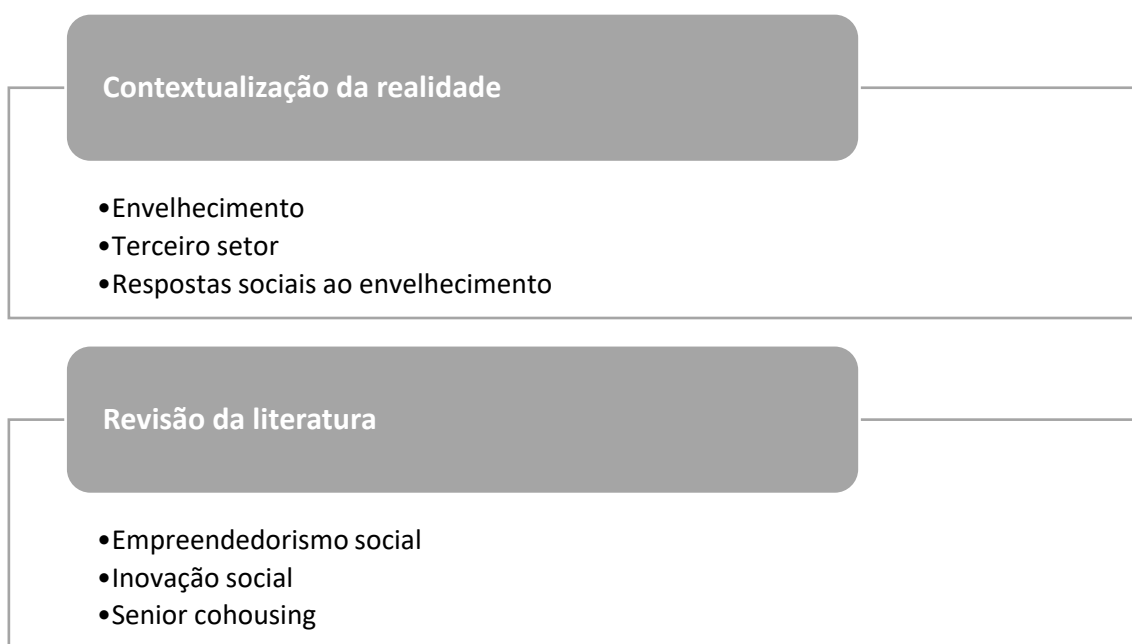 Contextualização da realidade
•Envelhecimento
•Terceiro setor
•Respostas sociais ao envelhecimento
Revisão da literatura
•Empreendedorismo social
•Inovação social
•Senior cohousing